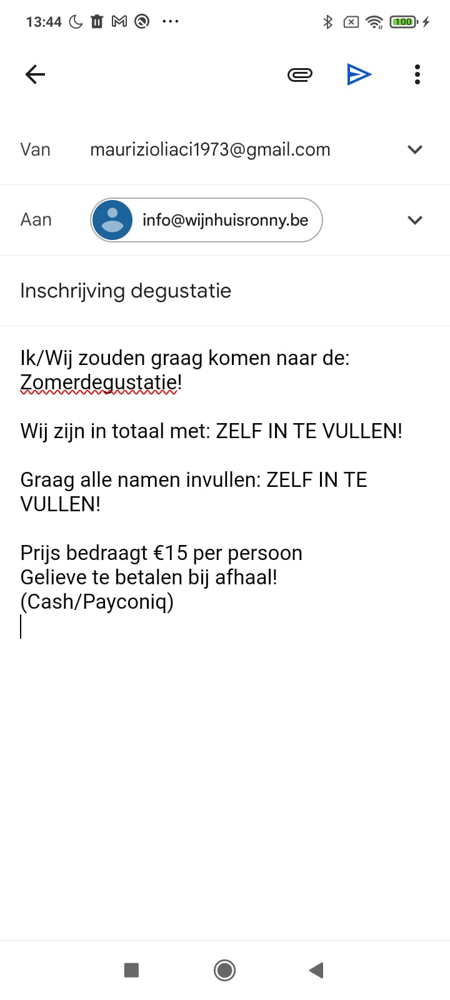 13:44
100
Van maurizioliaci1973@gmail.com
Aan info@wijnhuisronny.be
Inschrijving degustatie
Ik/Wij zouden graag komen naar de:
Zomerdegustatie!
Wij zijn in totaal met: ZELF IN TE VULLEN!
Graag alle namen invullen: ZELF IN TE
VULLEN!
Prijs bedraagt €15 per persoon
Gelieve te betalen bij afhaal!
(Cash/Payconiq)